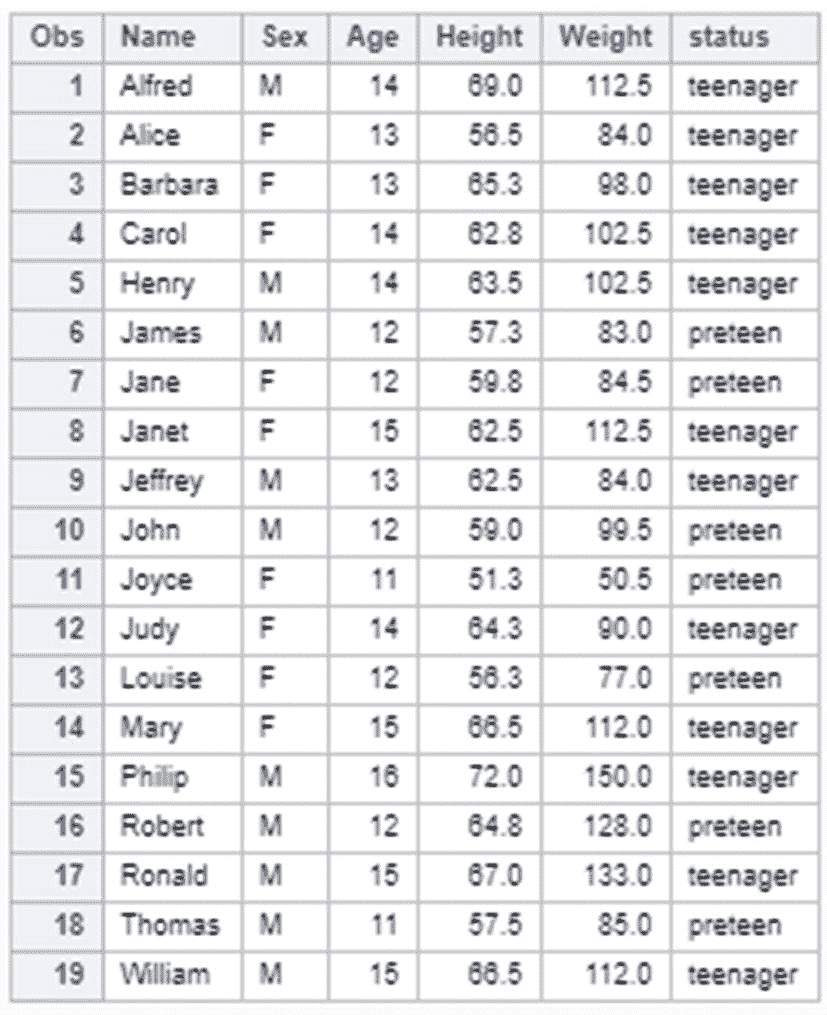 Obs Name Sex Age Height Weight status
1 Alfred M 14 69.0 112.5 teenager
2 Alice F 13 56.5 84.0 teenager
3 Barbara F 13 65.3 98.0 teenager
4 Carol F 14 62.8 102.5 teenager
5 Henry M 14 63.5 102.5 teenager
6 James M 12 57.3 83.0 preteen
7 Jane F 12 59.8 84.5 preteen
8 Janet F 15 62.5 112.5 teenager
9 Jeffrey M 13 62.5 84.0 teenager
10 John M 12 59.0 99.5 preteen
11 Joyce F 11 51.3 50.5 preteen
12 Judy F 14 64.3 90.0 teenager
13 Louise F 12 56.3 77.0 preteen
14 Mary F 15 66.5 112.0 teenager
15 Philip M 16 72.0 150.0 teenager
16 Robert M 12 64.8 128.0 preteen
17 Ronald M 15 67.0 133.0 teenager
18 Thomas M 11 57.5 85.0 preteen
19 William M 15 66.5 112.0 teenager